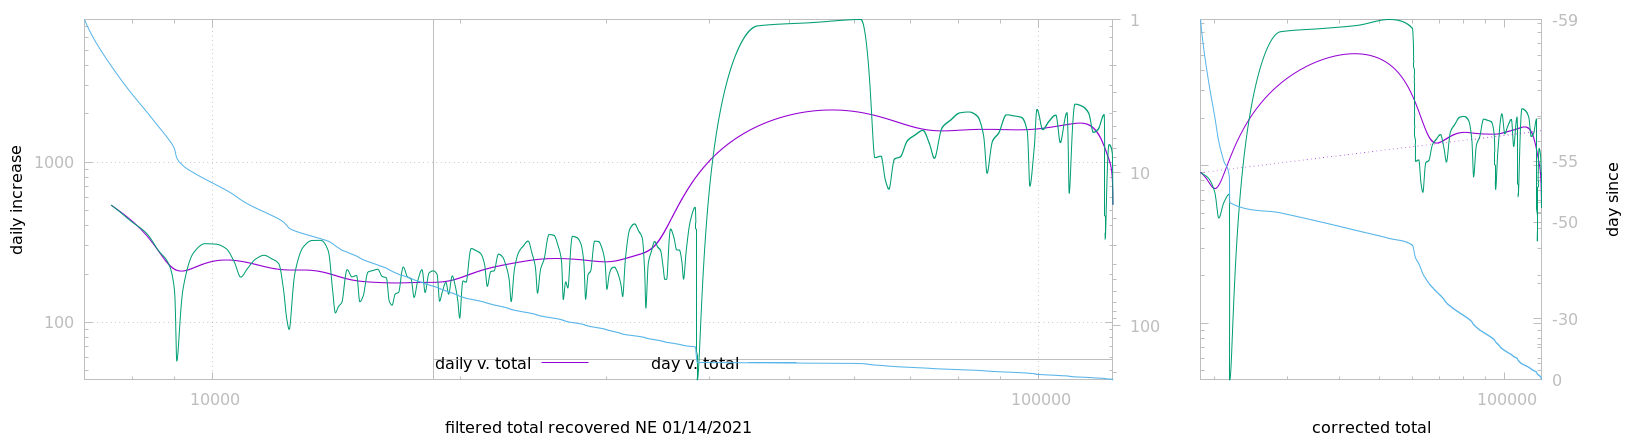 1
-59
1000
10
-55
-50
100
100
-30
0
daily increase
day since
daily v. total
day v. total
10000
100000
100000
filtered total recovered NE 01/14/2021
corrected total